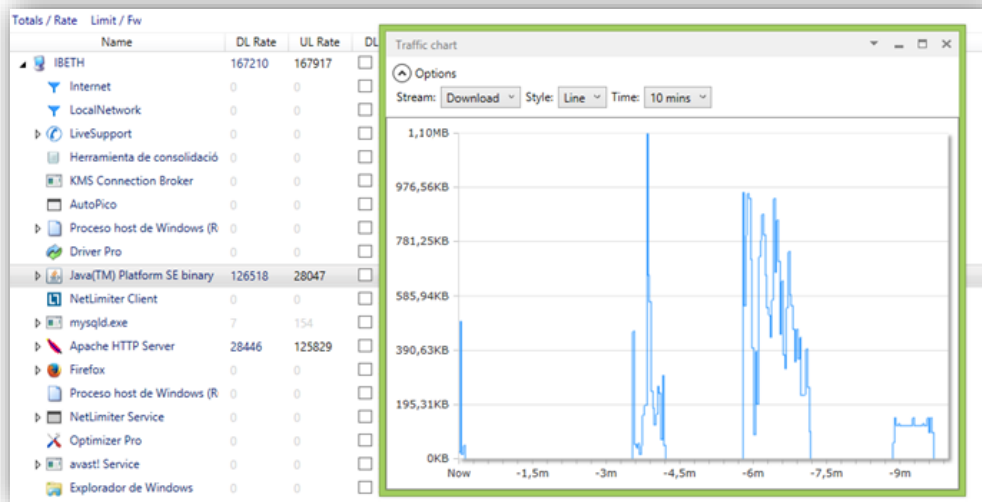 Totals / Rate Limit / Fw
Name DL Rate UL Rate DL
IBETH 167210 167917
Internet 0 0
LocalNetwork 0 0
LiveSupport 0 0
Herramienta de consolidació 0 0
KMS Connection Broker 0 0
AutoPico 0 0
Proceso host de Windows (R 0 0
Driver Pro 0 0
Java(TM) Platform SE binary 126518 28047
NetLimiter Client 0 0
mysqld.exe 7 154
Apache HTTP Server 28446 125829
Firefox 0 0
Proceso host de Windows (R 0 0
NetLimiter Service 0 0
Optimizer Pro 0 0
avast! Service 0 0
Explorador de Windows 0 0
Traffic chart
Options
Stream: Download Style: Line Time: 10 mins
1,10MB
976,56KB
781,25KB
585,94KB
390,63KB
195,31KB
0KB
Now -1,5m -3m -4,5m -6m -7,5m -9m